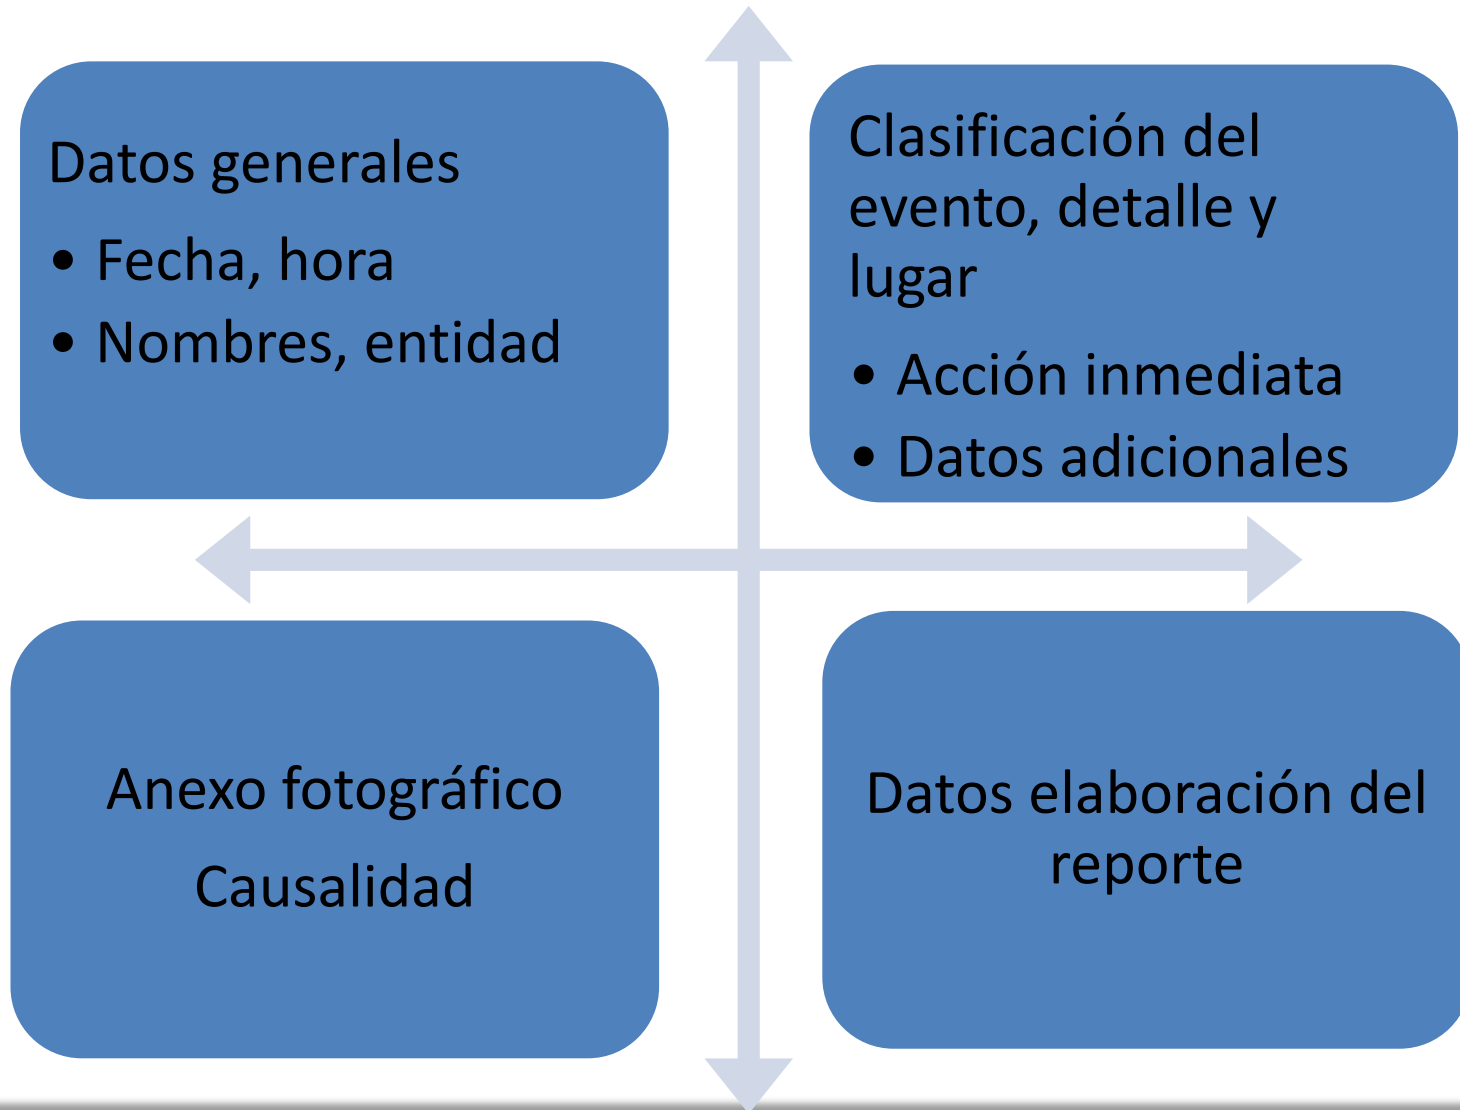 Datos generales
• Fecha, hora
• Nombres, entidad
Clasificación del
evento, detalle y
lugar
• Acción inmediata
• Datos adicionales
Anexo fotográfico
Causalidad
Datos elaboración del
reporte